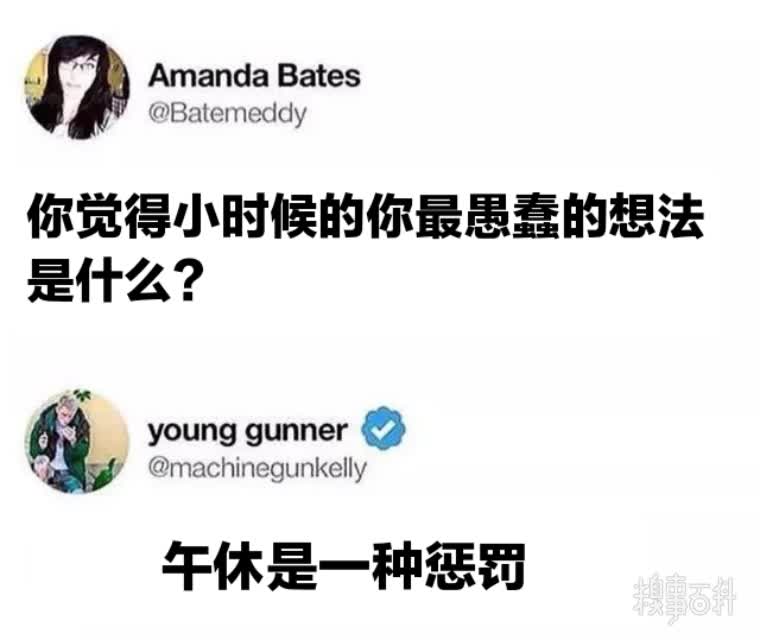 Amanda Bates
@Batemeddy
你觉得小时候的你最愚蠢的想法
是什么?
young gunner
@machinegunkelly
午休是一种惩罚
糗事百科